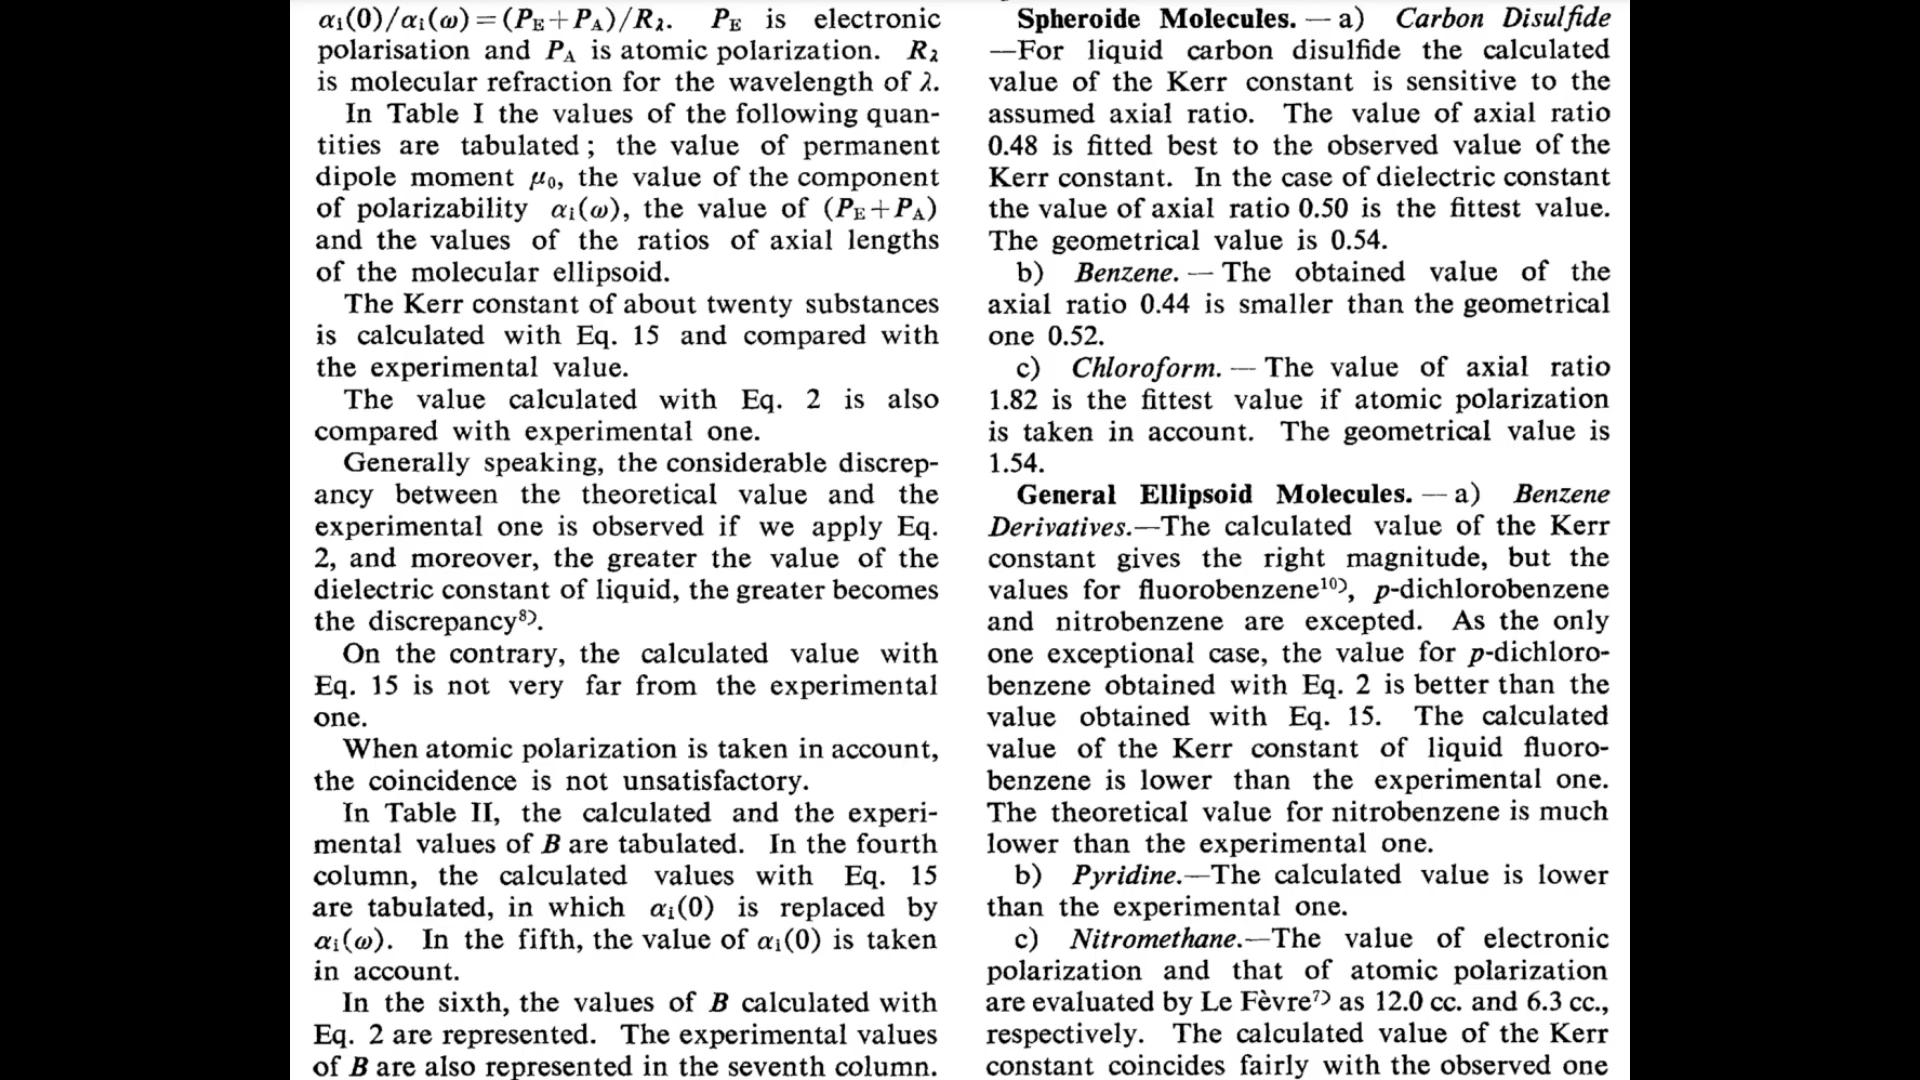 αi(0)/αi(ω)=(PE+PA)/Rλ. PE is electronic
polarisation and PA is atomic polarization. Rλ
is molecular refraction for the wavelength of λ.
In Table I the values of the following quan-
tities are tabulated; the value of permanent
dipole moment μ0, the value of the component
of polarizability αi(ω), the value of (PE+PA)
and the values of the ratios of axial lengths
of the molecular ellipsoid.
The Kerr constant of about twenty substances
is calculated with Eq. 15 and compared with
the experimental value.
The value calculated with Eq. 2 is also
compared with experimental one.
Generally speaking, the considerable discrep-
ancy between the theoretical value and the
experimental one is observed if we apply Eq.
2, and moreover, the greater the value of the
dielectric constant of liquid, the greater becomes
the discrepancy8).
On the contrary, the calculated value with
Eq. 15 is not very far from the experimental
one.
When atomic polarization is taken in account,
the coincidence is not unsatisfactory.
In Table II, the calculated and the experi-
mental values of B are tabulated. In the fourth
column, the calculated values with Eq. 15
are tabulated, in which αi(0) is replaced by
αi(ω). In the fifth, the value of αi(0) is taken
in account.
In the sixth, the values of B calculated with
Eq. 2 are represented. The experimental values
of B are also represented in the seventh column.
Spheroide Molecules. — a) Carbon Disulfide
—For liquid carbon disulfide the calculated
value of the Kerr constant is sensitive to the
assumed axial ratio. The value of axial ratio
0.48 is fitted best to the observed value of the
Kerr constant. In the case of dielectric constant
the value of axial ratio 0.50 is the fittest value.
The geometrical value is 0.54.
b) Benzene. — The obtained value of the
axial ratio 0.44 is smaller than the geometrical
one 0.52.
c) Chloroform. — The value of axial ratio
1.82 is the fittest value if atomic polarization
is taken in account. The geometrical value is
1.54.
General Ellipsoid Molecules. — a) Benzene
Derivatives.—The calculated value of the Kerr
constant gives the right magnitude, but the
values for fluorobenzene10), p-dichlorobenzene
and nitrobenzene are excepted. As the only
one exceptional case, the value for p-dichloro-
benzene obtained with Eq. 2 is better than the
value obtained with Eq. 15. The calculated
value of the Kerr constant of liquid fluoro-
benzene is lower than the experimental one.
The theoretical value for nitrobenzene is much
lower than the experimental one.
b) Pyridine.—The calculated value is lower
than the experimental one.
c) Nitromethane.—The value of electronic
polarization and that of atomic polarization
are evaluated by Le Fèvre7) as 12.0 cc. and 6.3 cc.,
respectively. The calculated value of the Kerr
constant coincides fairly with the observed one